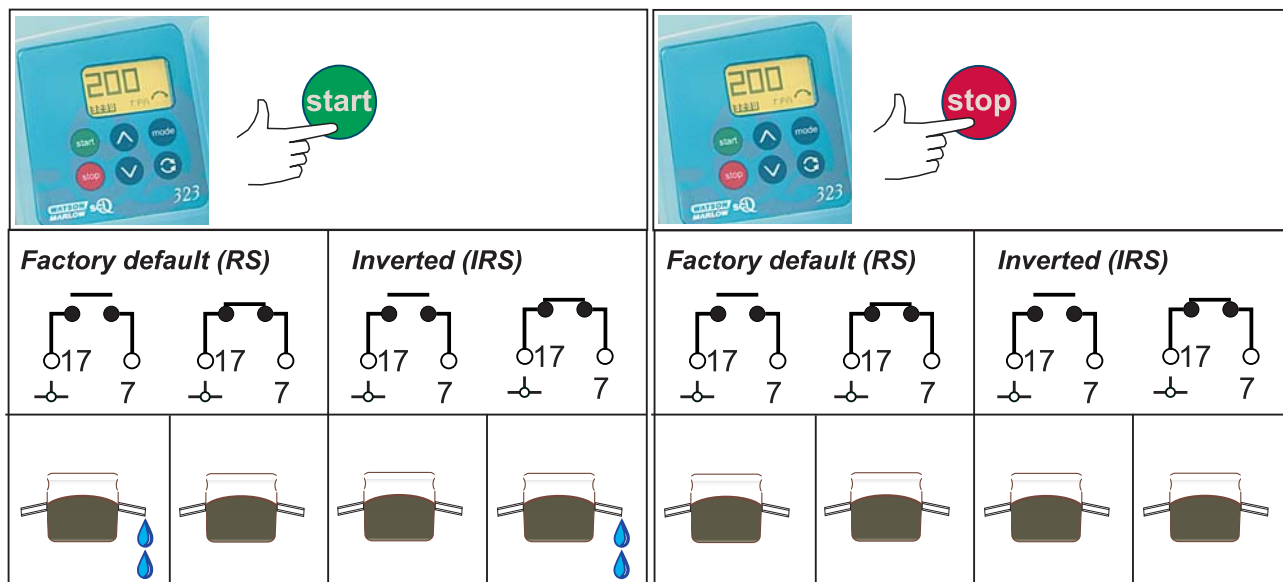 200
rpm
start
mode
stop
WATSON
MARLOW
323
start
200
rpm
start
mode
stop
WATSON
MARLOW
323
stop
Factory default (RS)
Inverted (IRS)
Factory default (RS)
Inverted (IRS)
17 17 17 17 17 17 17 17
7 7 7 7 7 7 7 7